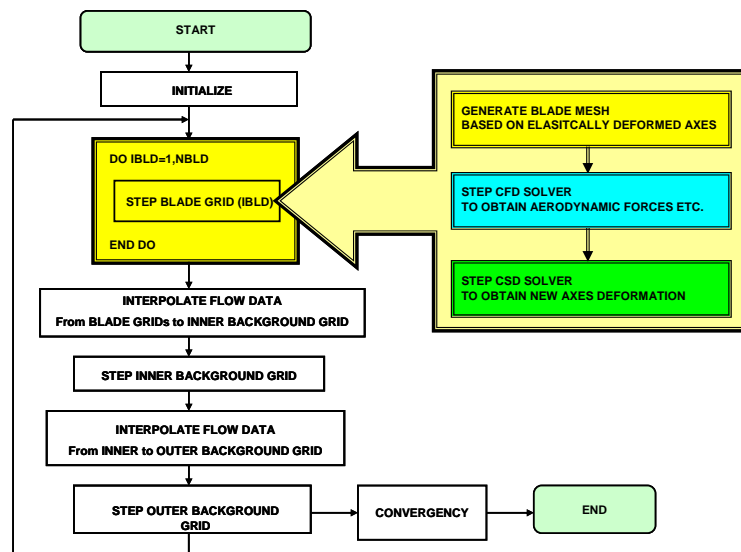 START
INITIALIZE
DO IBLD=1,NBLD
STEP BLADE GRID (IBLD)
END DO
INTERPOLATE FLOW DATA
From BLADE GRIDs to INNER BACKGROUND GRID
STEP INNER BACKGROUND GRID
INTERPOLATE FLOW DATA
From INNER to OUTER BACKGROUND GRID
STEP OUTER BACKGROUND
GRID
CONVERGENCY
END
GENERATE BLADE MESH
BASED ON ELASITCALLY DEFORMED AXES
STEP CFD SOLVER
TO OBTAIN AERODYNAMIC FORCES ETC.
STEP CSD SOLVER
TO OBTAIN NEW AXES DEFORMATION